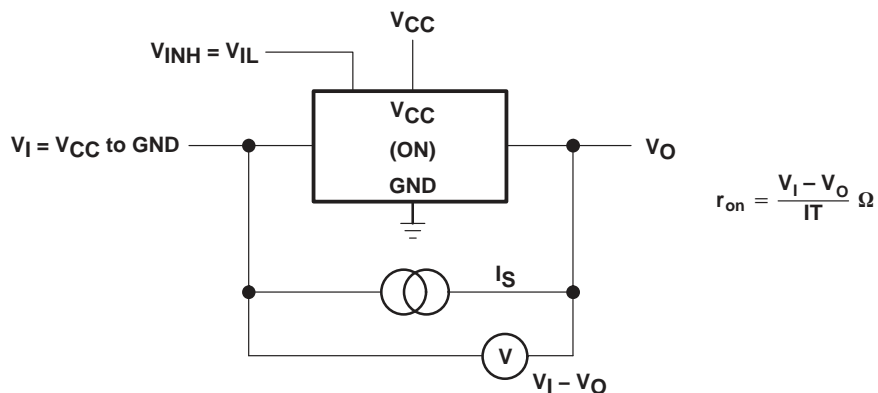 VCC
VINH = VIL
VCC
VI = VCC to GND
(ON)
VO
GND
ron = VI – VO / IT Ω
IS
V
VI – VO